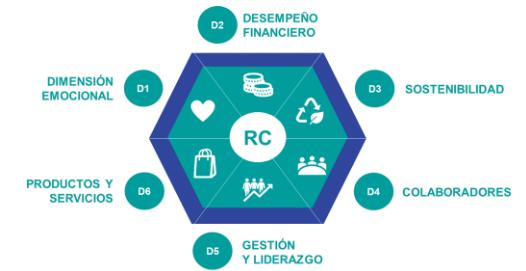 D2
DESEMPEÑO
FINANCIERO
DIMENSIÓN
EMOCIONAL
D1
D3
SOSTENIBILIDAD
RC
PRODUCTOS Y
SERVICIOS
D6
D4
COLABORADORES
D5
GESTIÓN
Y LIDERAZGO